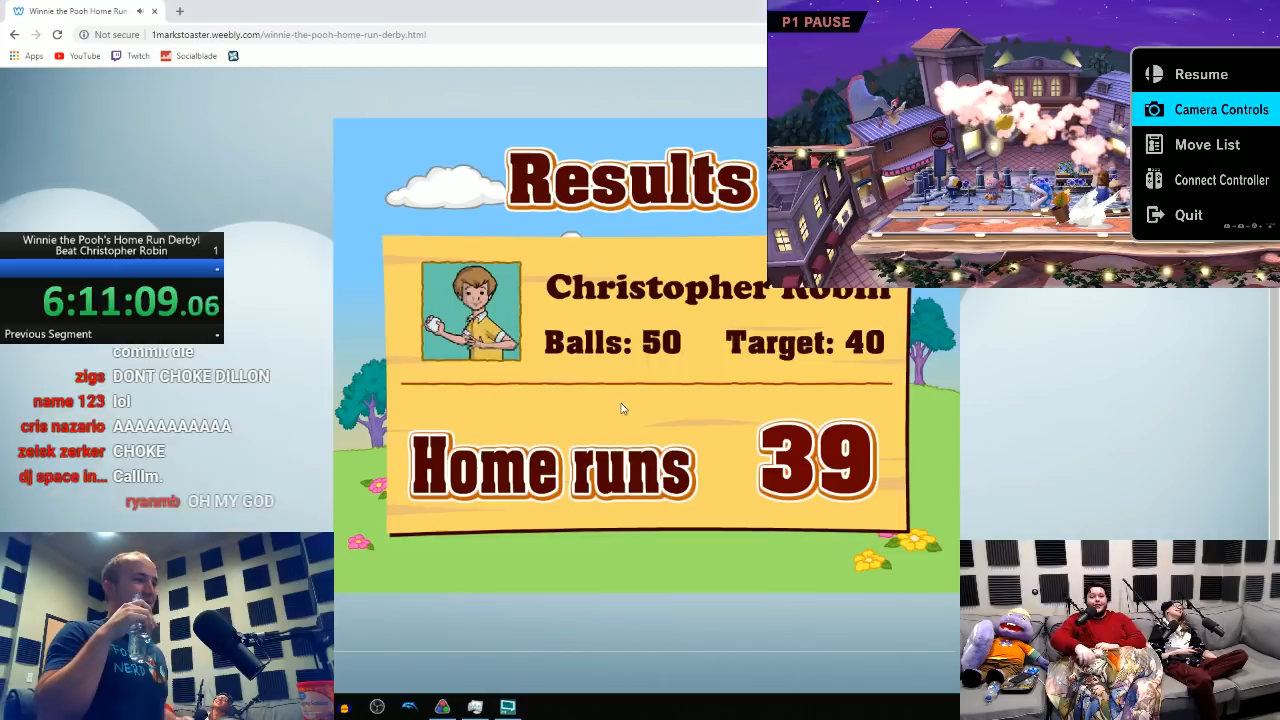 Winnie the Pooh Home Run
Not secure
1markstoaster.weebly.com/winnie-the-pooh-home-run-derby.html
Apps
YouTube
Twitch
Socialblade
P1 PAUSE
Resume
Camera Controls
Move List
Connect Controller
Quit
Results
Christopher Robin
Balls: 50 Target: 40
Home runs 39
Winnie the Pooh's Home Run Derby!
Beat Christopher Robin 1
-
6:11:09.06
Previous Segment -
commit die
zigs DONT CHOKE DILLON
name 123 lol
cris nazario AAAAAAAAAAA
zeisk zerker CHOKE
dj space in... Calllm.
ryanmb OH MY GOD
NERD